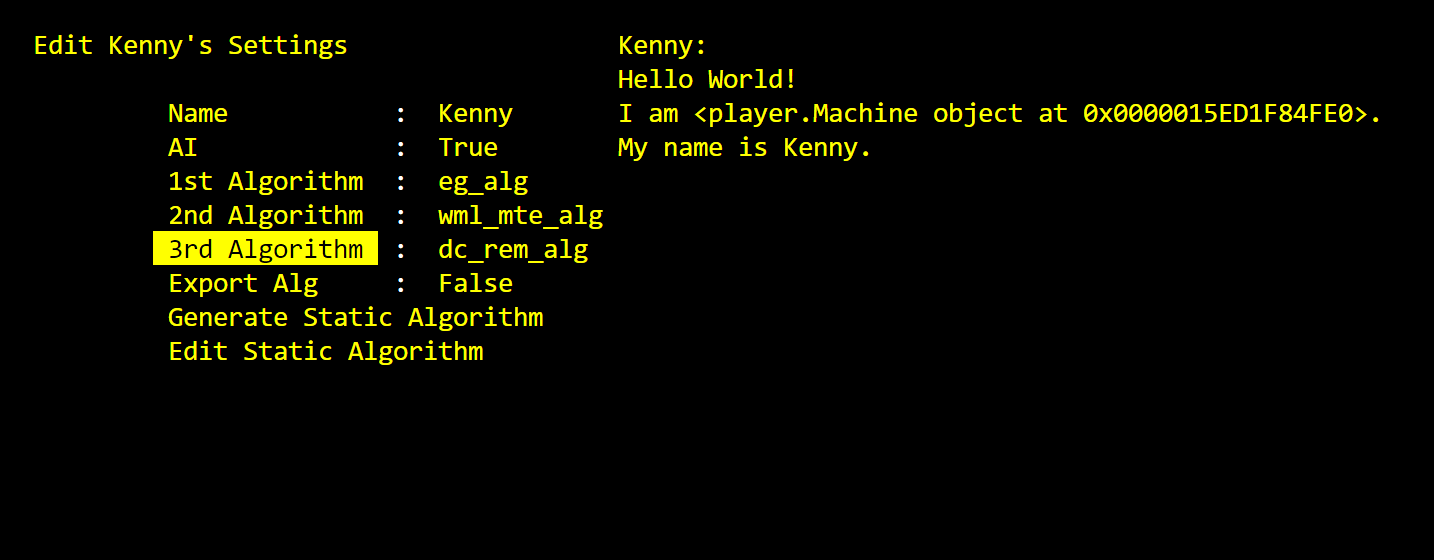 Edit Kenny's Settings
Name : Kenny
AI : True
1st Algorithm : eg_alg
2nd Algorithm : wml_mte_alg
3rd Algorithm : dc_rem_alg
Export Alg : False
Generate Static Algorithm
Edit Static Algorithm
Kenny:
Hello World!
I am <player.Machine object at 0x0000015ED1F84FE0>.
My name is Kenny.